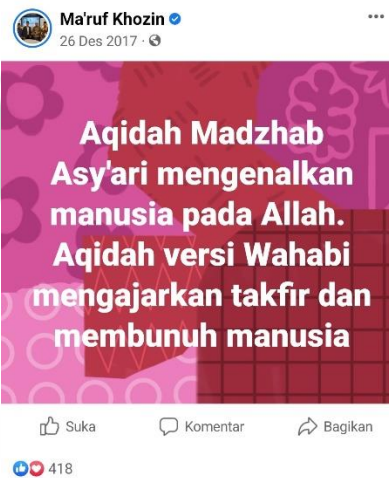 Ma'ruf Khozin
26 Des 2017 ·
Aqidah Madzhab
Asy'ari mengenalkan
manusia pada Allah.
Aqidah versi Wahabi
mengajarkan takfir dan
membunuh manusia
Suka Komentar Bagikan
418